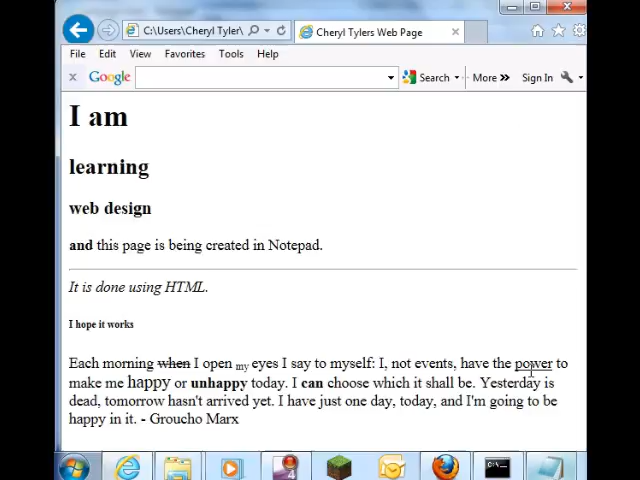 C:\Users\Cheryl Tyler\
Cheryl Tylers Web Page
File Edit View Favorites Tools Help
x Google Search More » Sign In
I am
learning
web design
and this page is being created in Notepad.
It is done using HTML.
I hope it works
Each morning when I open my eyes I say to myself: I, not events, have the power to
make me happy or unhappy today. I can choose which it shall be. Yesterday is
dead, tomorrow hasn't arrived yet. I have just one day, today, and I'm going to be
happy in it. - Groucho Marx